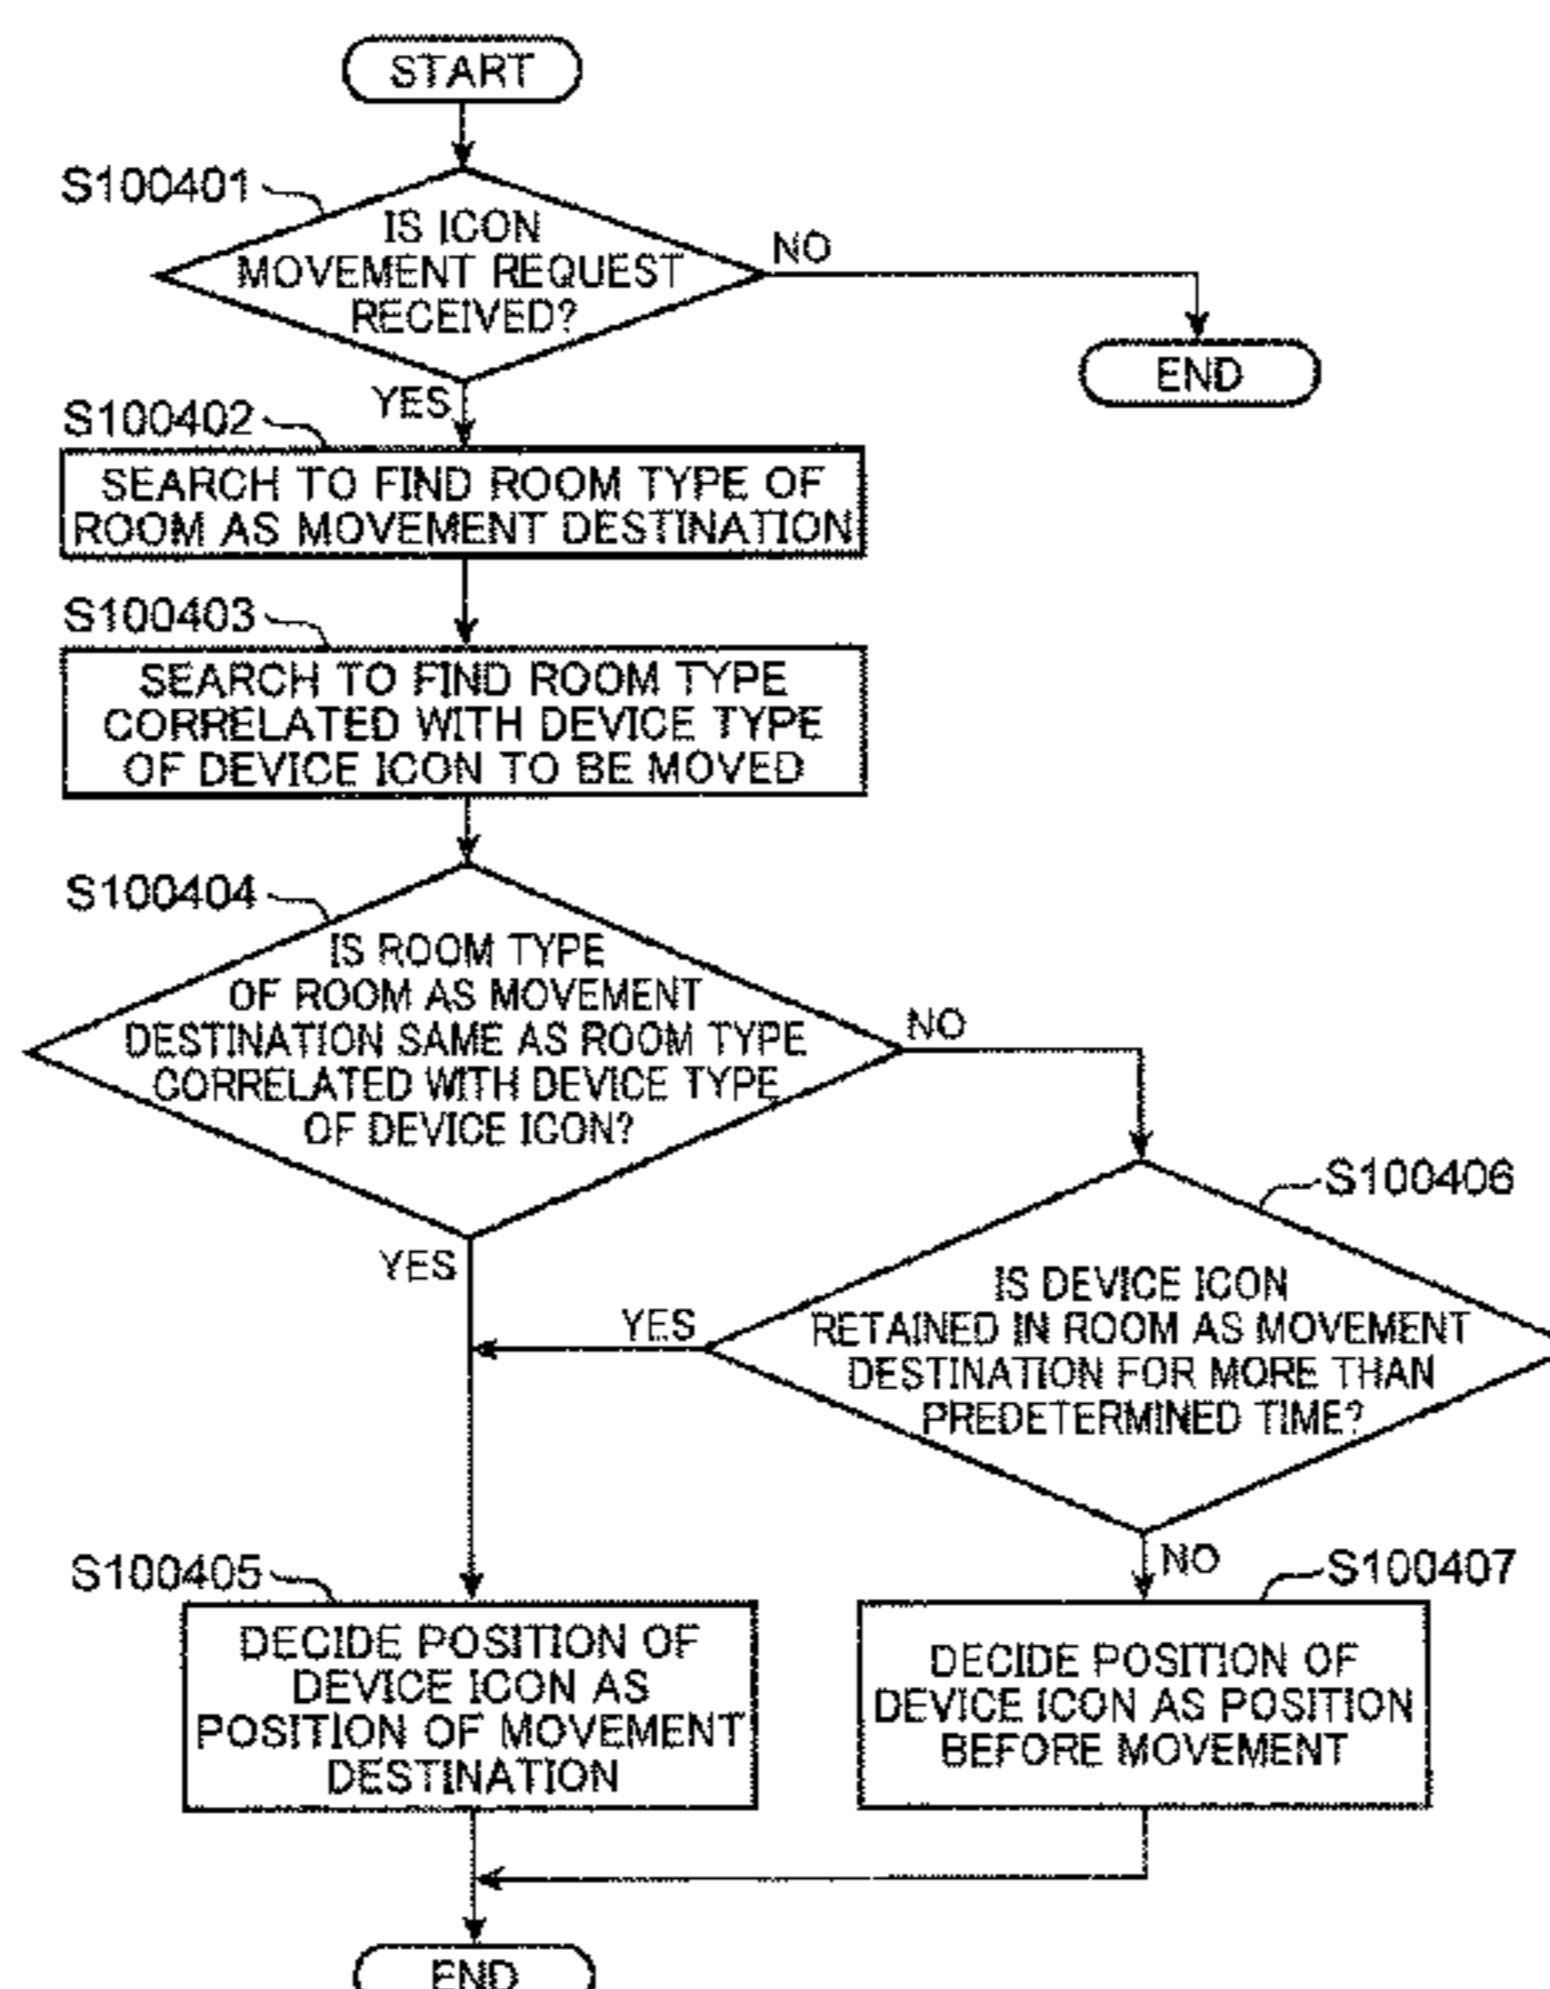 START
S100401
IS ICON
MOVEMENT REQUEST
RECEIVED?
NO
END
YES
S100402
SEARCH TO FIND ROOM TYPE OF
ROOM AS MOVEMENT DESTINATION
S100403
SEARCH TO FIND ROOM TYPE
CORRELATED WITH DEVICE TYPE
OF DEVICE ICON TO BE MOVED
S100404
IS ROOM TYPE
OF ROOM AS MOVEMENT
DESTINATION SAME AS ROOM TYPE
CORRELATED WITH DEVICE TYPE
OF DEVICE ICON?
NO
YES
S100406
IS DEVICE ICON
RETAINED IN ROOM AS MOVEMENT
DESTINATION FOR MORE THAN
PREDETERMINED TIME?
YES
NO
S100405
DECIDE POSITION OF
DEVICE ICON AS
POSITION OF MOVEMENT
DESTINATION
S100407
DECIDE POSITION OF
DEVICE ICON AS POSITION
BEFORE MOVEMENT
END